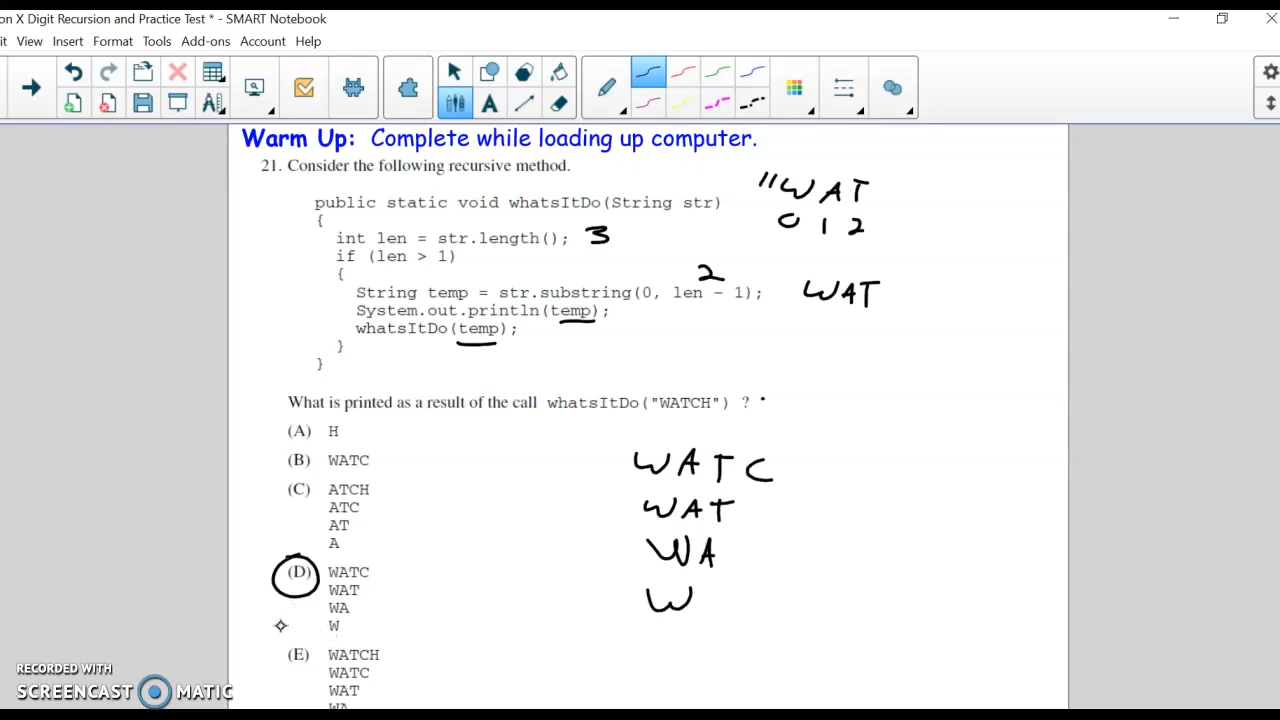 on X Digit Recursion and Practice Test * - SMART Notebook
it View Insert Format Tools Add-ons Account Help
Warm Up: Complete while loading up computer.
21. Consider the following recursive method.
"WAT
0 1 2
public static void whatsItDo(String str)
{
int len = str.length(); 3
if (len > 1)
{
2
String temp = str.substring(0, len - 1); WAT
System.out.println(temp);
whatsItDo(temp);
}
}
What is printed as a result of the call whatsItDo("WATCH") ?
(A) H
(B) WATC
WATC
(C) ATCH
ATC
WAT
AT
A
WA
(D) WATC
WAT
W
WA
W
(E) WATCH
WATC
WAT
WA
RECORDED WITH
SCREENCAST MATIC